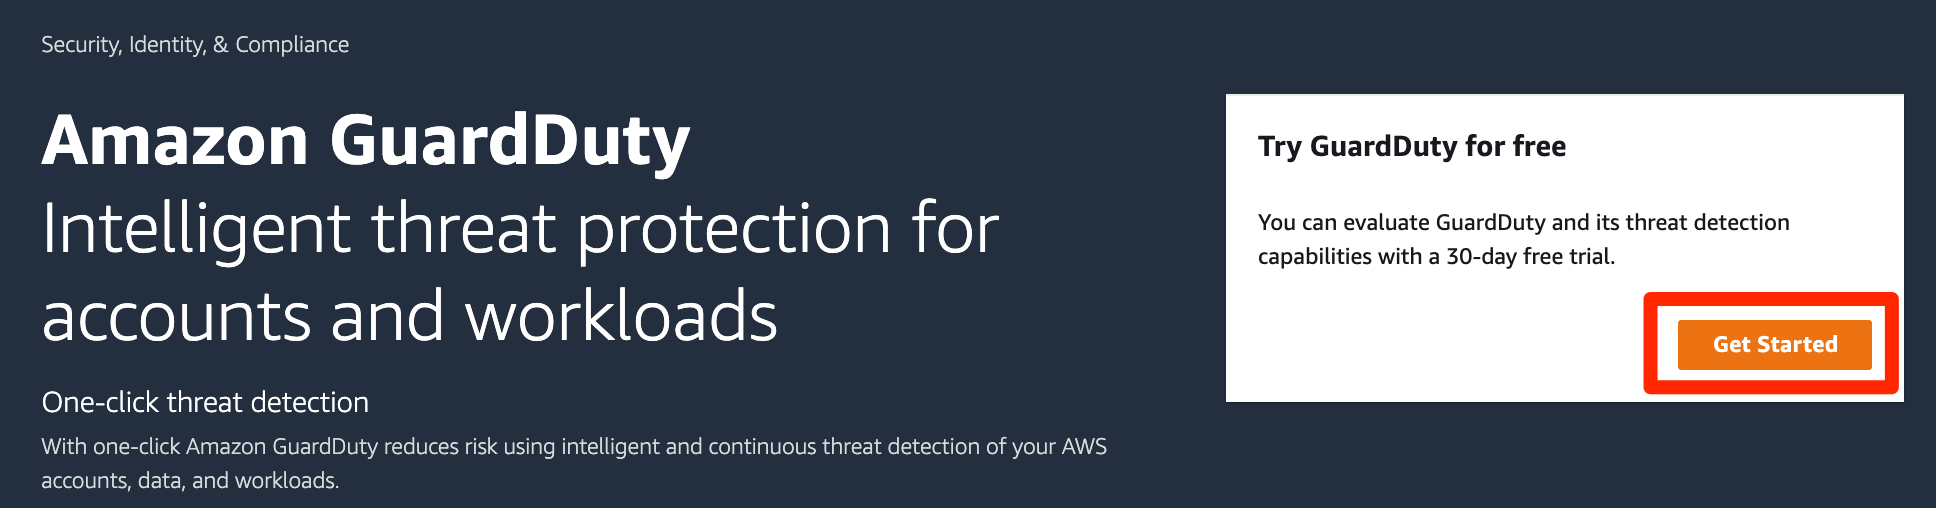 Security, Identity, & Compliance
Amazon GuardDuty
Intelligent threat protection for
accounts and workloads
One-click threat detection
With one-click Amazon GuardDuty reduces risk using intelligent and continuous threat detection of your AWS
accounts, data, and workloads.
Try GuardDuty for free
You can evaluate GuardDuty and its threat detection
capabilities with a 30-day free trial.
Get Started